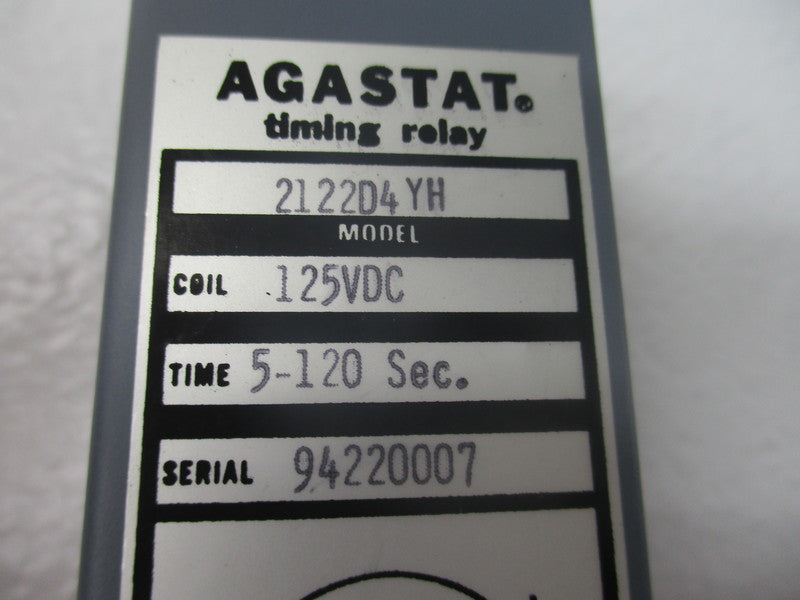 AGASTAT®
timing relay
2122D4YH
MODEL
COIL 125VDC
TIME 5-120 Sec.
SERIAL 94220007